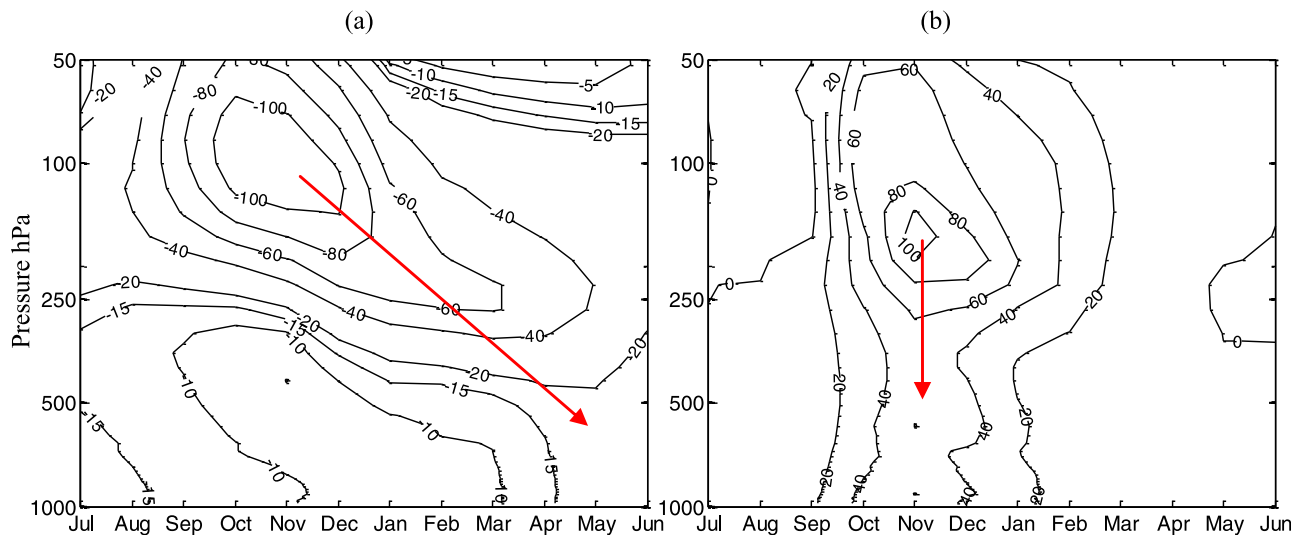 (a) (b)
50 50
-20 -20 -40 -80 -100 -5 -10 -15 -20 -10 -15 -20 20 60 40
100 100
-100 -60 -40 60 40 80 80 100 0
-40 -80
Pressure hPa
250 250
-20 -15 -60 -40 -20 -15 -40 -20 0 60 40 20 0
-10 -20 -15
500 500
-10 -15 -10 20 40 40 20
1000 1000
-15 10 15 20 40 40 20
Jul Aug Sep Oct Nov Dec Jan Feb Mar Apr May Jun Jul Aug Sep Oct Nov Dec Jan Feb Mar Apr May Jun